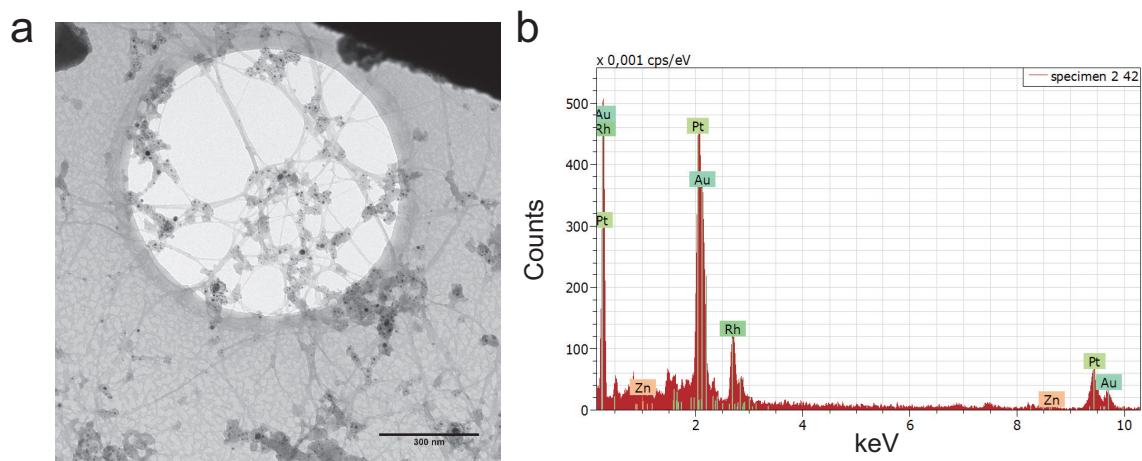 a
300 nm
b
x 0,001 cps/eV
specimen 2 42
Counts
500
400
300
200
100
0
Au
Rh
Pt
Zn
Pt
Au
Rh
Zn
Pt
Au
2
4
6
8
10
keV